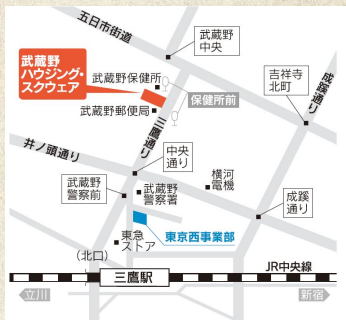 五日市街道
武蔵野
中央
成蹊通り
武蔵野
ハウジング・
スクウェア
武蔵野保健所
吉祥寺
北町
保健所前
武蔵野郵便局
三鷹通り
井ノ頭通り
中央
通り
横河
電機
武蔵野
警察前
武蔵野
警察署
成蹊
通り
東京西事業部
東急
ストア
(北口)
JR中央線
三鷹駅
立川
新宿